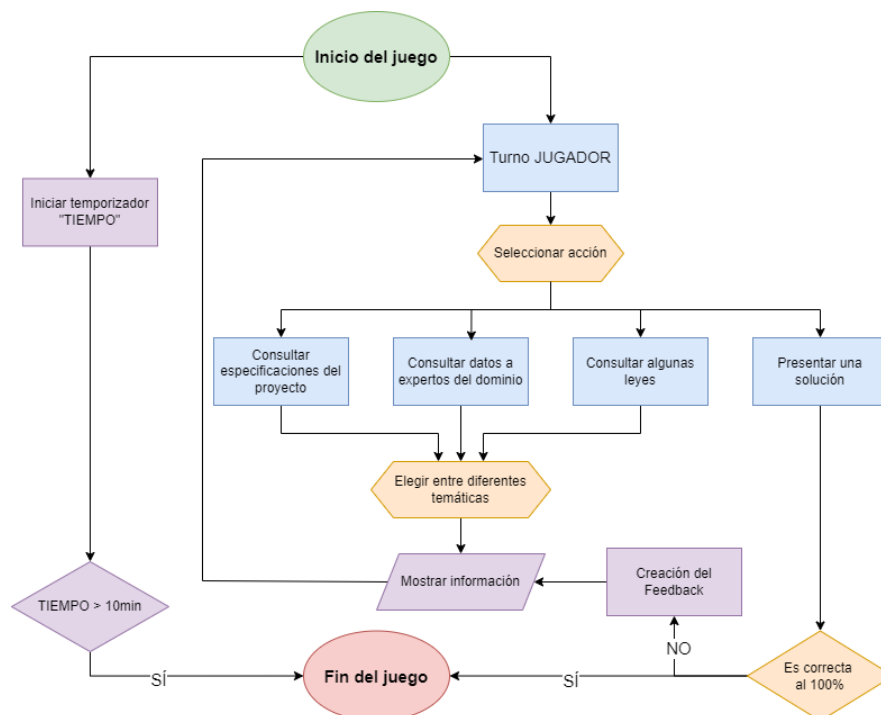 Inicio del juego
Turno JUGADOR
Iniciar temporizador
"TIEMPO"
Seleccionar acción
Consultar
especificaciones del
proyecto
Consultar datos a
expertos del dominio
Consultar algunas
leyes
Presentar una
solución
Elegir entre diferentes
temáticas
Mostrar información
Creación del
Feedback
TIEMPO > 10min
NO
Es correcta
al 100%
SÍ
Fin del juego
SÍ